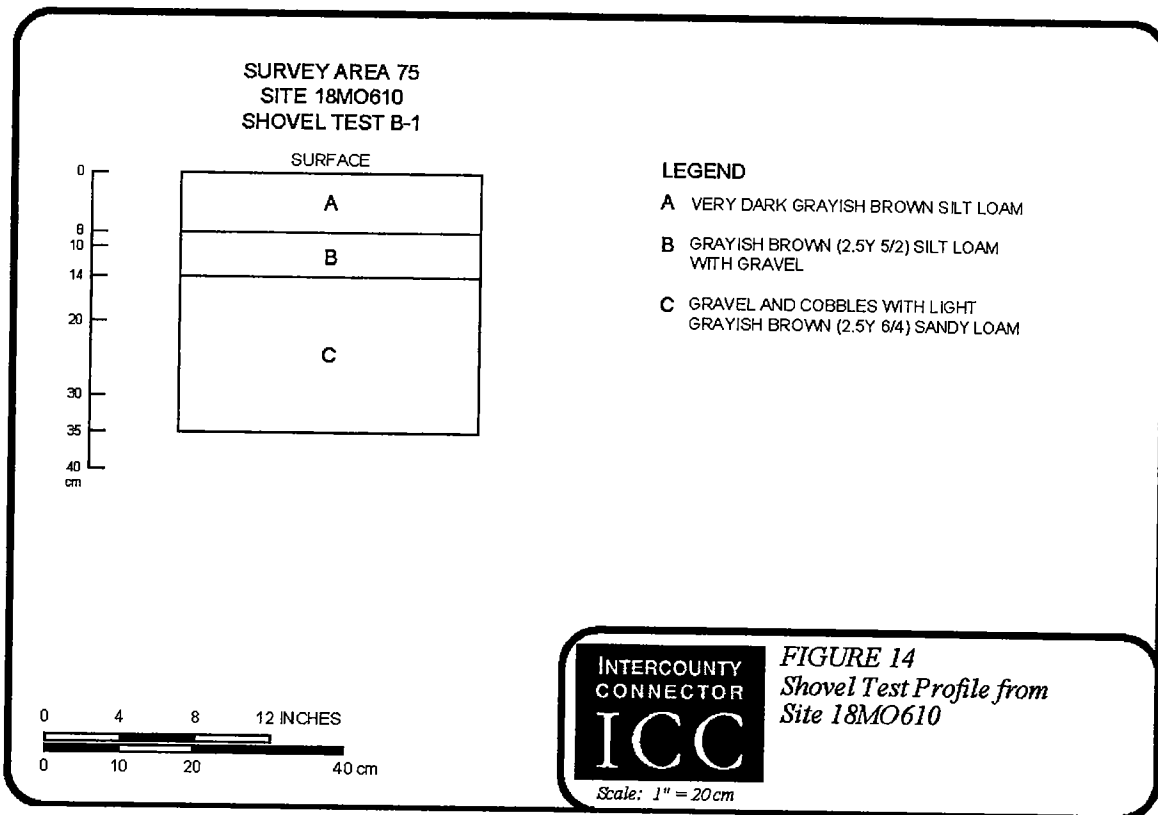 SURVEY AREA 75
SITE 18MO610
SHOVEL TEST B-1
SURFACE
0
8
10
14
20
30
35
40
cm
A
B
C
LEGEND
A VERY DARK GRAYISH BROWN SILT LOAM
B GRAYISH BROWN (2.5Y 5/2) SILT LOAM
WITH GRAVEL
C GRAVEL AND COBBLES WITH LIGHT
GRAYISH BROWN (2.5Y 6/4) SANDY LOAM
0 4 8 12 INCHES
0 10 20 40 cm
INTERCOUNTY
CONNECTOR
ICC
Scale: 1" = 20cm
FIGURE 14
Shovel Test Profile from
Site 18MO610